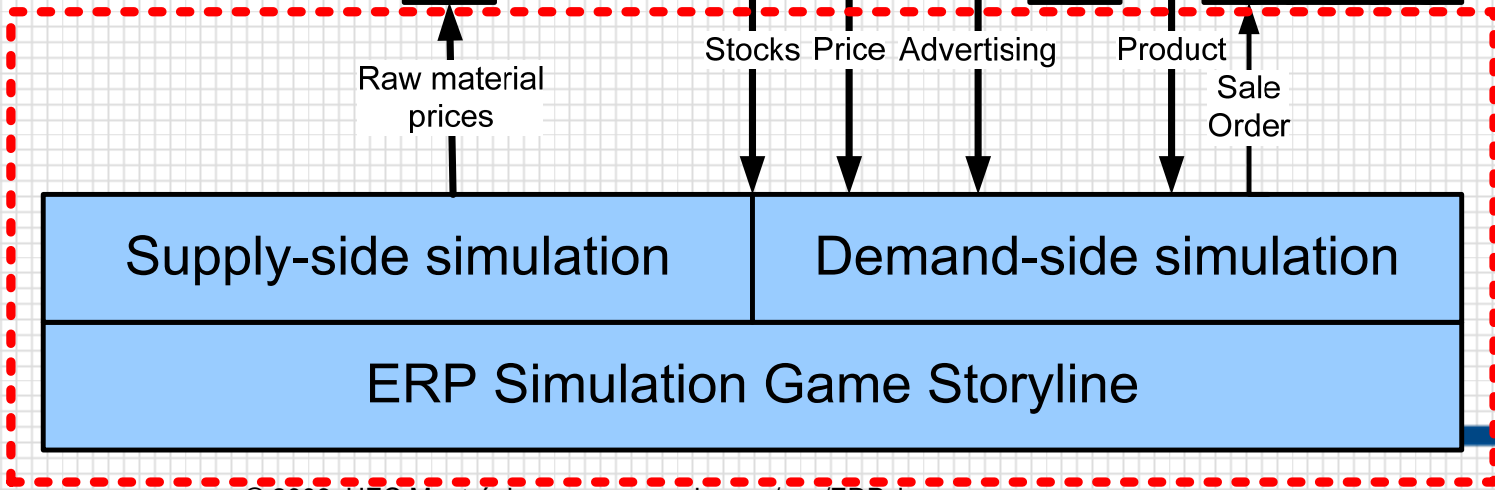 Stocks Price Advertising Product
Raw material
prices
Sale
Order
Supply-side simulation
Demand-side simulation
ERP Simulation Game Storyline